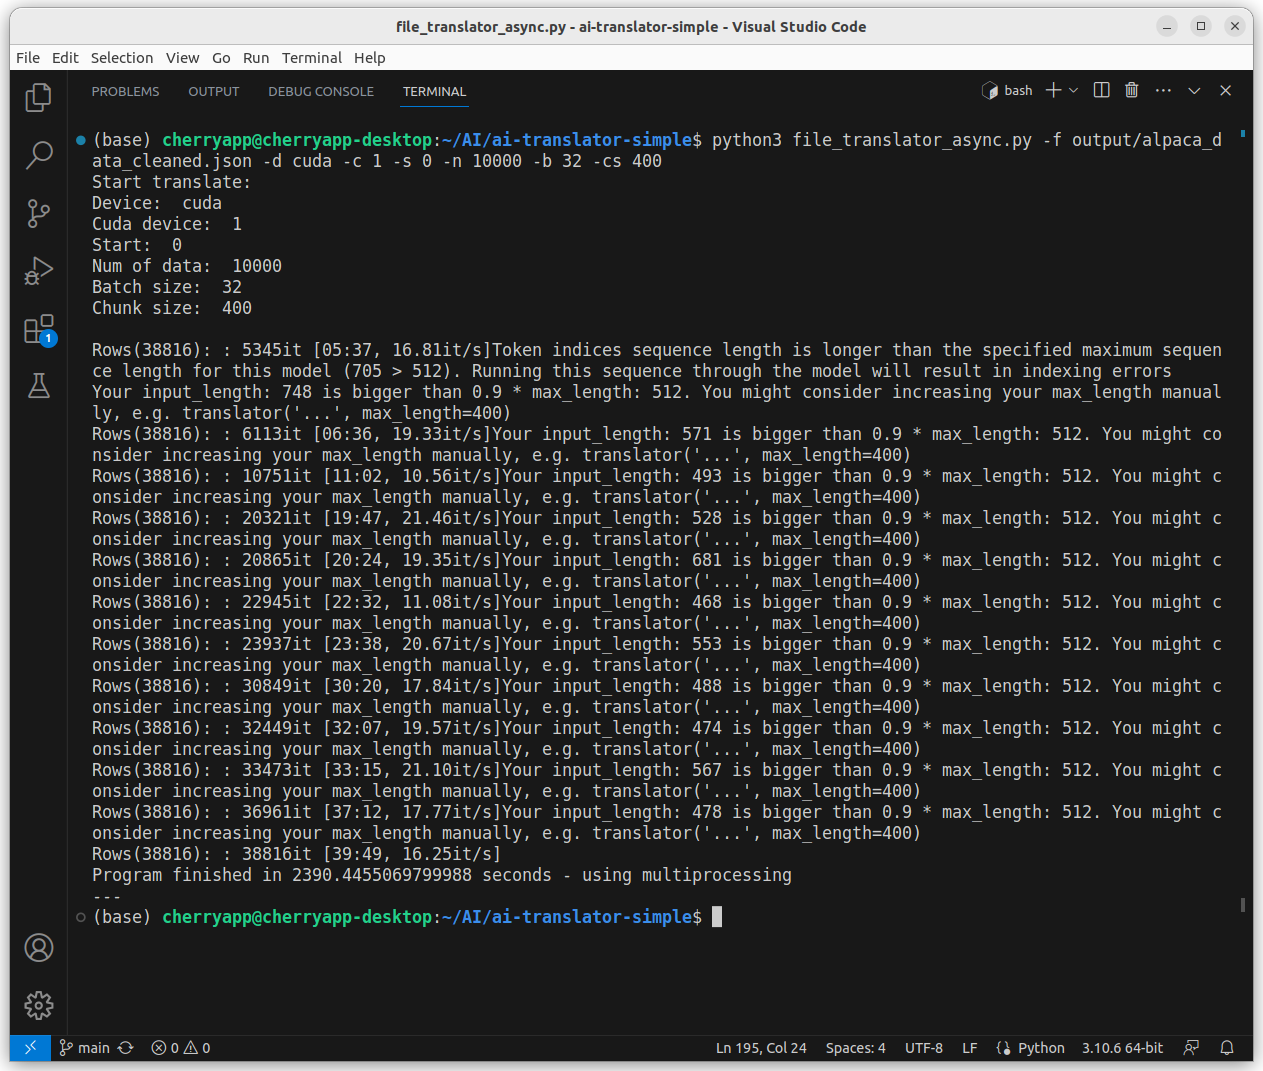 file_translator_async.py - ai-translator-simple - Visual Studio Code
File Edit Selection View Go Run Terminal Help
PROBLEMS OUTPUT DEBUG CONSOLE TERMINAL bash
(base) cherryapp@cherryapp-desktop:~/AI/ai-translator-simple$ python3 file_translator_async.py -f output/alpaca_d
ata_cleaned.json -d cuda -c 1 -s 0 -n 10000 -b 32 -cs 400
Start translate:
Device:  cuda
Cuda device:  1
Start:  0
Num of data:  10000
Batch size:  32
Chunk size:  400
Rows(38816): : 5345it [05:37, 16.81it/s]Token indices sequence length is longer than the specified maximum sequen
ce length for this model (705 > 512). Running this sequence through the model will result in indexing errors
Your input_length: 748 is bigger than 0.9 * max_length: 512. You might consider increasing your max_length manual
ly, e.g. translator('...', max_length=400)
Rows(38816): : 6113it [06:36, 19.33it/s]Your input_length: 571 is bigger than 0.9 * max_length: 512. You might co
nsider increasing your max_length manually, e.g. translator('...', max_length=400)
Rows(38816): : 10751it [11:02, 10.56it/s]Your input_length: 493 is bigger than 0.9 * max_length: 512. You might c
onsider increasing your max_length manually, e.g. translator('...', max_length=400)
Rows(38816): : 20321it [19:47, 21.46it/s]Your input_length: 528 is bigger than 0.9 * max_length: 512. You might c
onsider increasing your max_length manually, e.g. translator('...', max_length=400)
Rows(38816): : 20865it [20:24, 19.35it/s]Your input_length: 681 is bigger than 0.9 * max_length: 512. You might c
onsider increasing your max_length manually, e.g. translator('...', max_length=400)
Rows(38816): : 22945it [22:32, 11.08it/s]Your input_length: 468 is bigger than 0.9 * max_length: 512. You might c
onsider increasing your max_length manually, e.g. translator('...', max_length=400)
Rows(38816): : 23937it [23:38, 20.67it/s]Your input_length: 553 is bigger than 0.9 * max_length: 512. You might c
onsider increasing your max_length manually, e.g. translator('...', max_length=400)
Rows(38816): : 30849it [30:20, 17.84it/s]Your input_length: 488 is bigger than 0.9 * max_length: 512. You might c
onsider increasing your max_length manually, e.g. translator('...', max_length=400)
Rows(38816): : 32449it [32:07, 19.57it/s]Your input_length: 474 is bigger than 0.9 * max_length: 512. You might c
onsider increasing your max_length manually, e.g. translator('...', max_length=400)
Rows(38816): : 33473it [33:15, 21.10it/s]Your input_length: 567 is bigger than 0.9 * max_length: 512. You might c
onsider increasing your max_length manually, e.g. translator('...', max_length=400)
Rows(38816): : 36961it [37:12, 17.77it/s]Your input_length: 478 is bigger than 0.9 * max_length: 512. You might c
onsider increasing your max_length manually, e.g. translator('...', max_length=400)
Rows(38816): : 38816it [39:49, 16.25it/s]
Program finished in 2390.4455069799988 seconds - using multiprocessing
---
(base) cherryapp@cherryapp-desktop:~/AI/ai-translator-simple$
1
main 0 0 Ln 195, Col 24 Spaces: 4 UTF-8 LF Python 3.10.6 64-bit